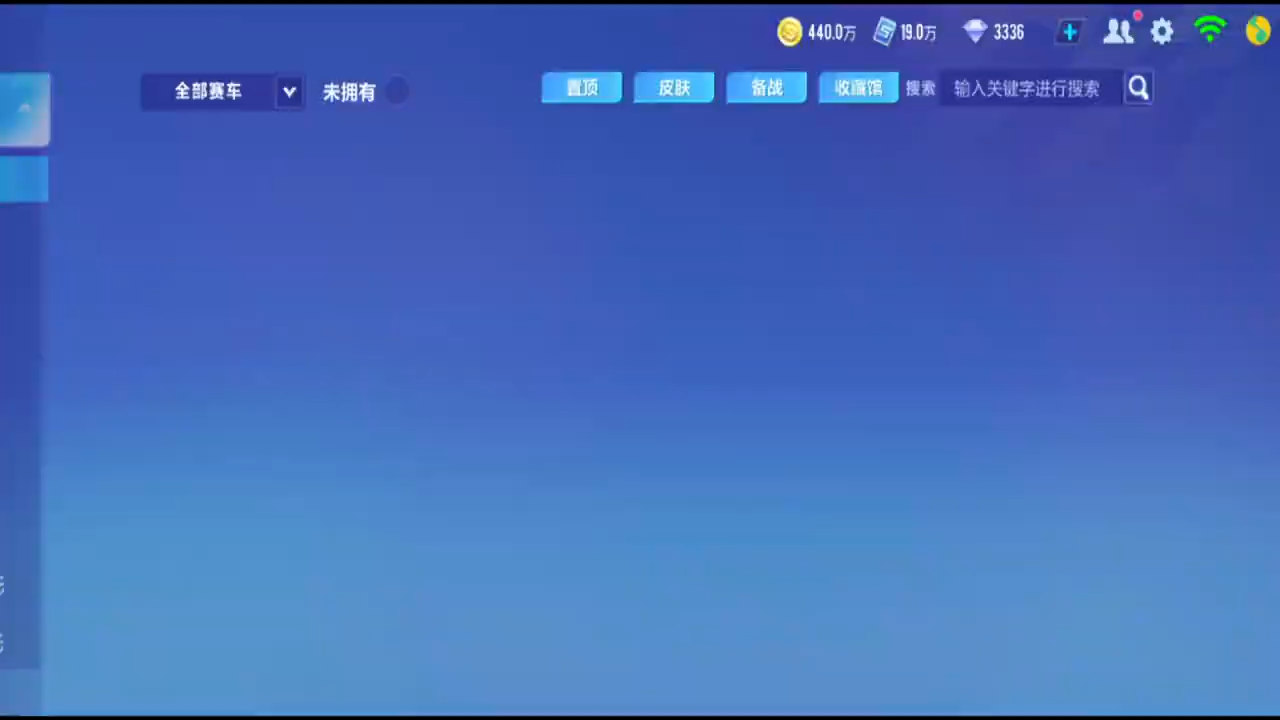 440.0万 19.0万 3336
全部赛车 未拥有 置顶 皮肤 备战 收藏馆 搜索 输入关键字进行搜索